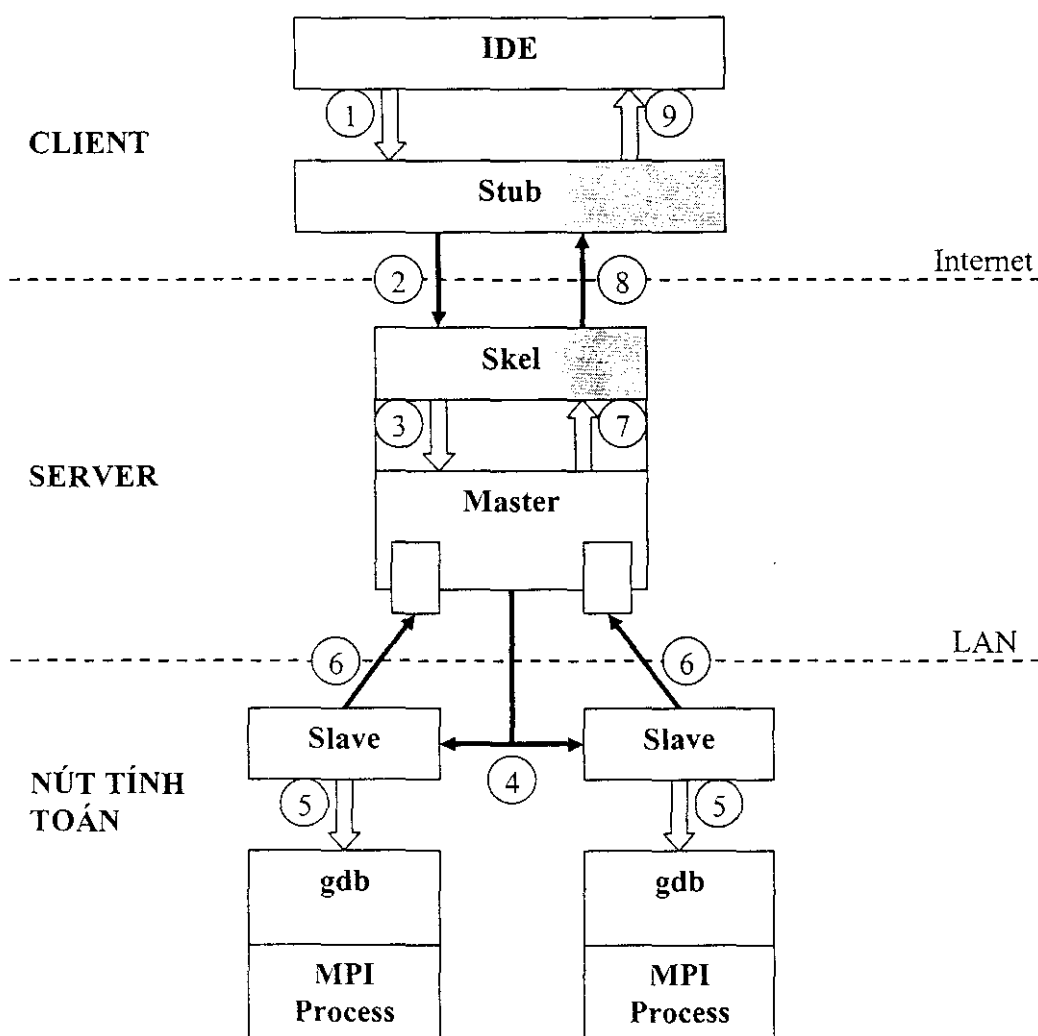 IDE
1
9
CLIENT
Stub
Internet
2
8
Skel
3
7
SERVER
Master
LAN
6
6
Slave
Slave
4
NÚT TÍNH
TOÁN
5
5
gdb
gdb
MPI
Process
MPI
Process